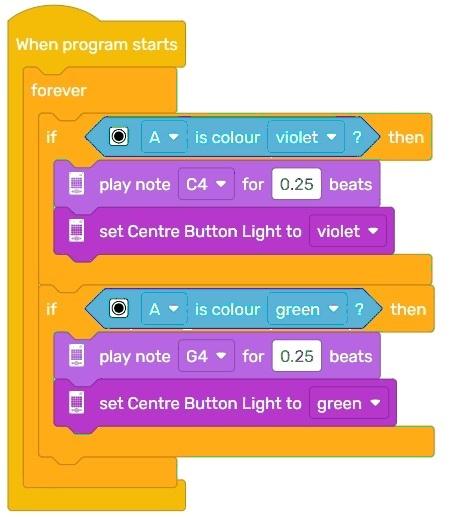 When program starts
forever
if A is colour violet ? then
play note C4 for 0.25 beats
set Centre Button Light to violet
if A is colour green ? then
play note G4 for 0.25 beats
set Centre Button Light to green